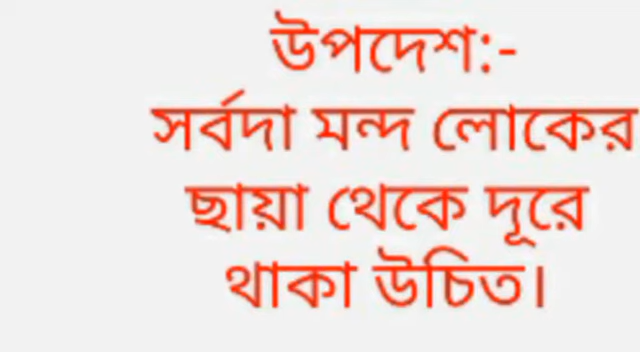 উপদেশ:-
সর্বদা মন্দ লোকের
ছায়া থেকে দূরে
থাকা উচিত।